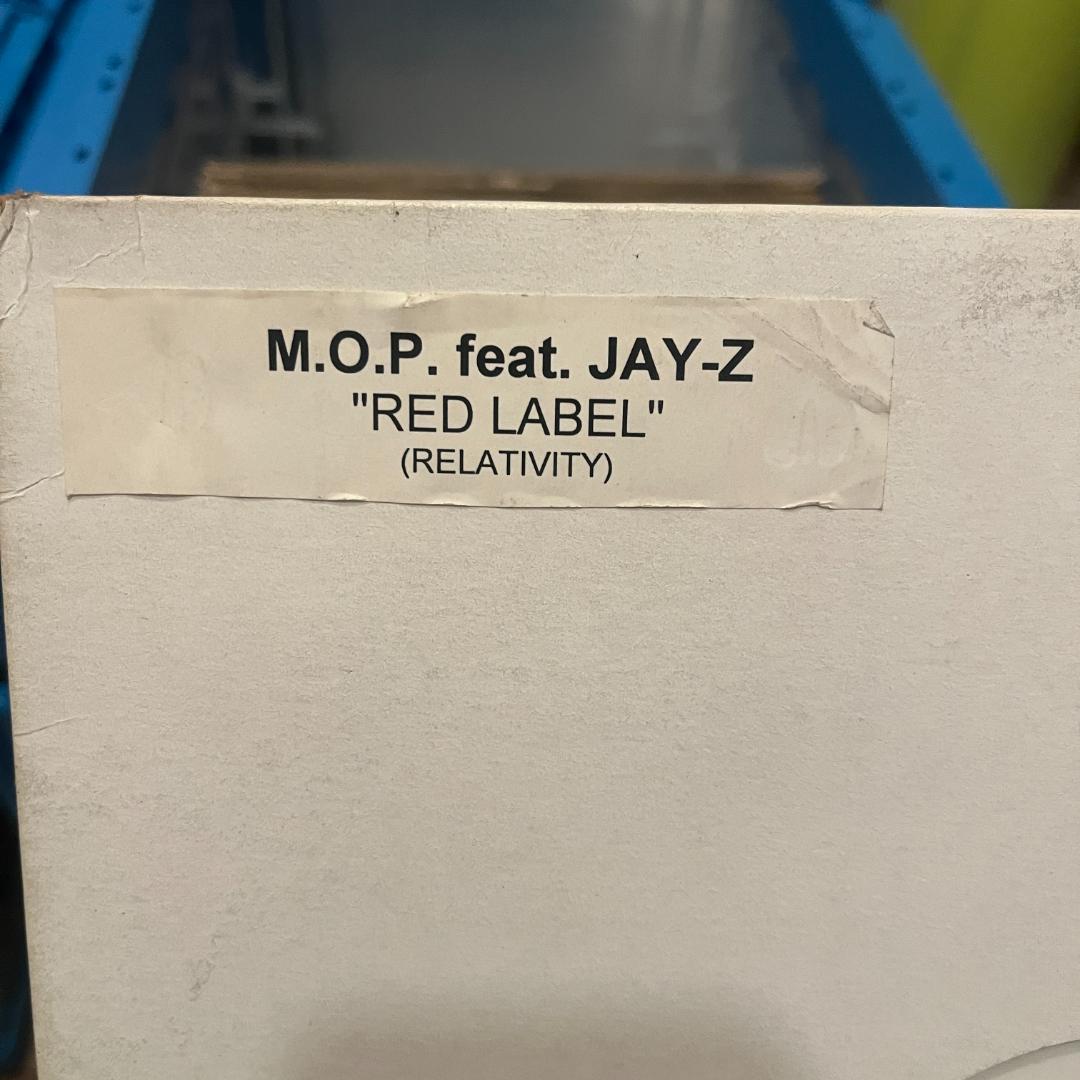 M.O.P. feat. JAY-Z
"RED LABEL"
(RELATIVITY)